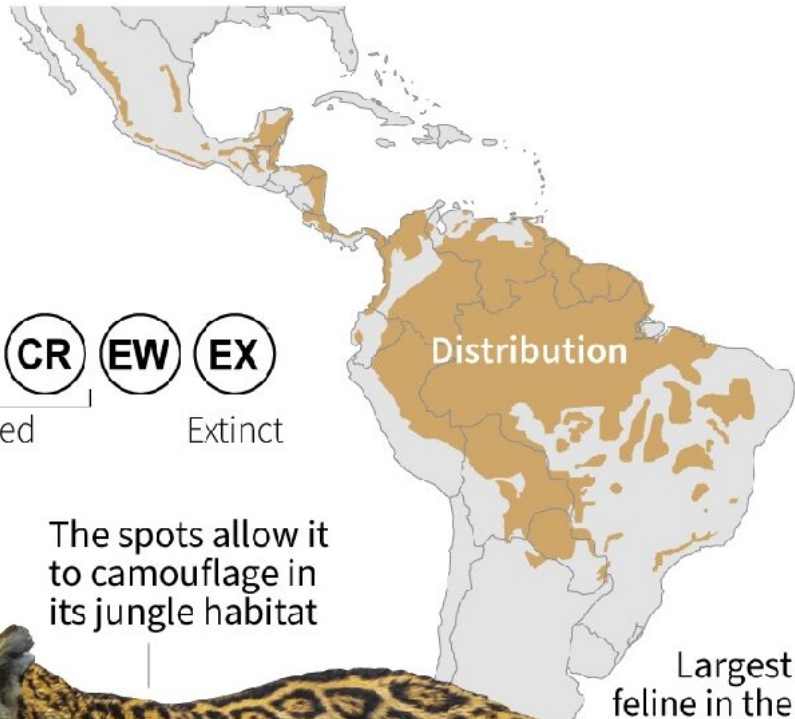 Distribution
CR EW EX
ed Extinct
The spots allow it
to camouflage in
its jungle habitat
Largest
feline in the